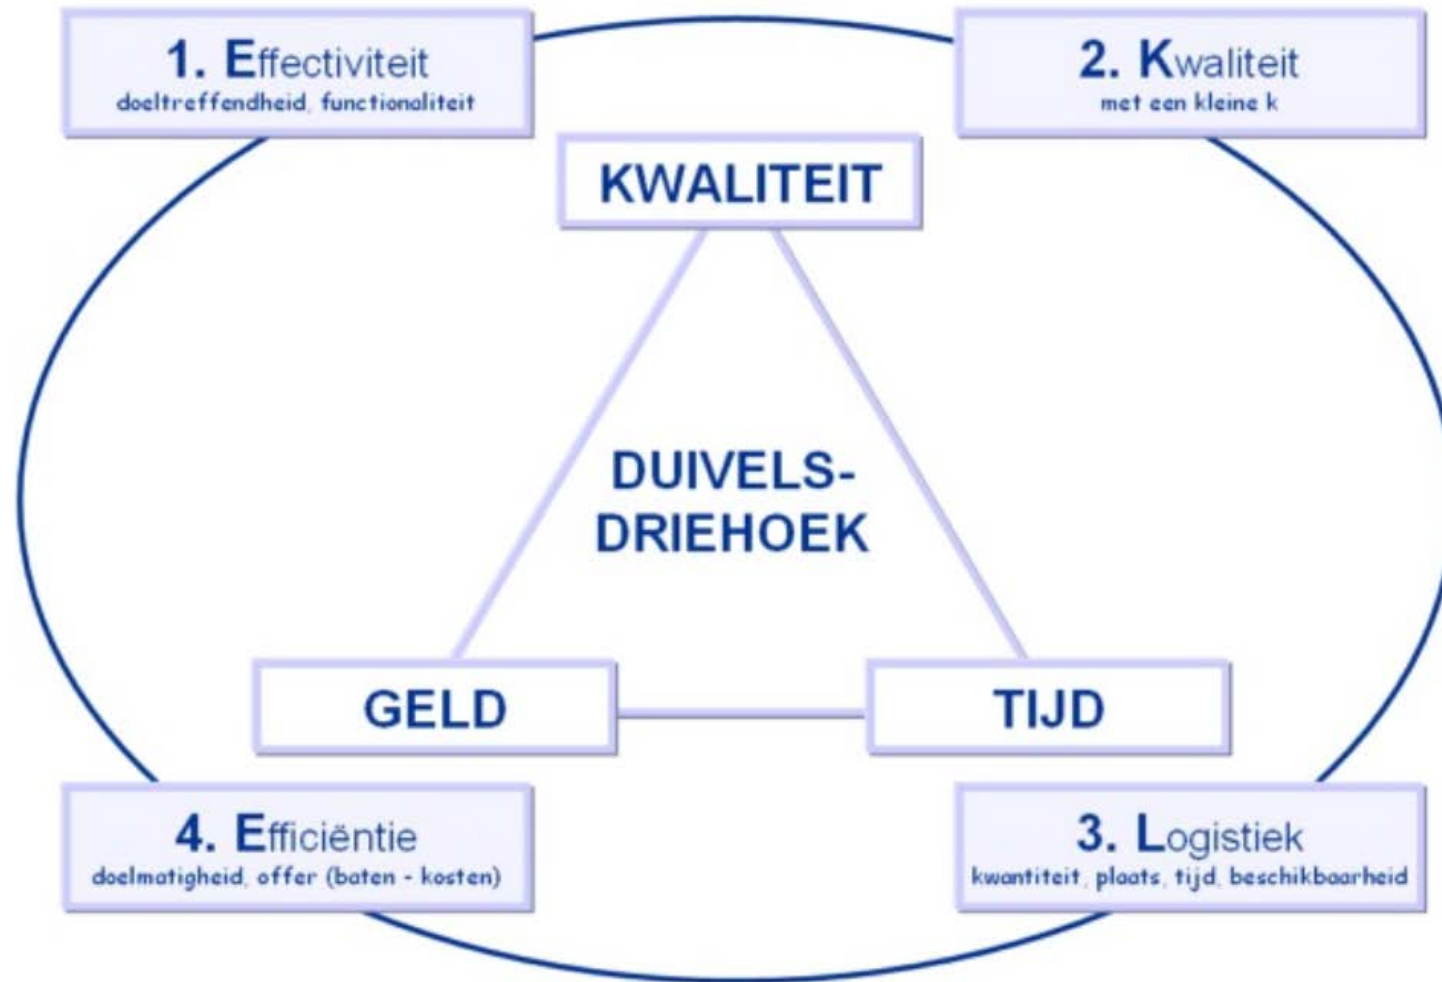 1. Effectiviteit
doeltreffendheid, functionaliteit
2. Kwaliteit
met een kleine k
KWALITEIT
DUIVELS-
DRIEHOEK
GELD
TIJD
4. Efficiëntie
doelmatigheid, offer (baten - kosten)
3. Logistiek
kwantiteit, plaats, tijd, beschikbaarheid